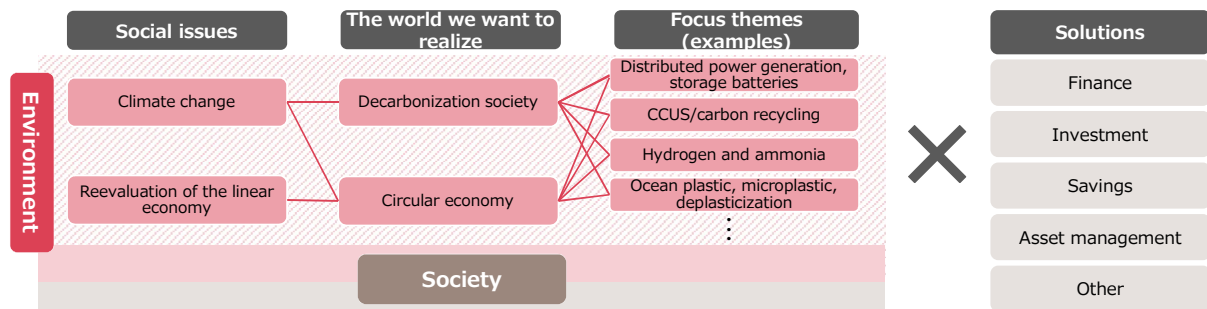 Social issues
The world we want to
realize
Focus themes
(examples)
Solutions
Environment
Climate change
Reevaluation of the linear
economy
Decarbonization society
Circular economy
Distributed power generation,
storage batteries
CCUS/carbon recycling
Hydrogen and ammonia
Ocean plastic, microplastic,
deplasticization
Society
Finance
Investment
Savings
Asset management
Other